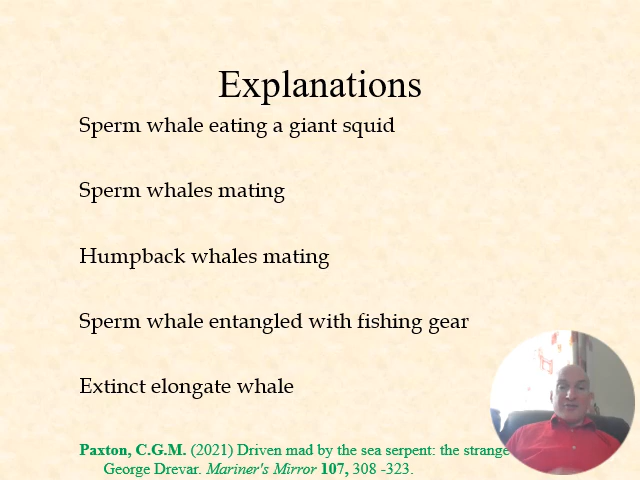 Explanations
Sperm whale eating a giant squid
Sperm whales mating
Humpback whales mating
Sperm whale entangled with fishing gear
Extinct elongate whale
Paxton, C.G.M. (2021) Driven mad by the sea serpent: the strange
George Drevar. Mariner's Mirror 107, 308 -323.